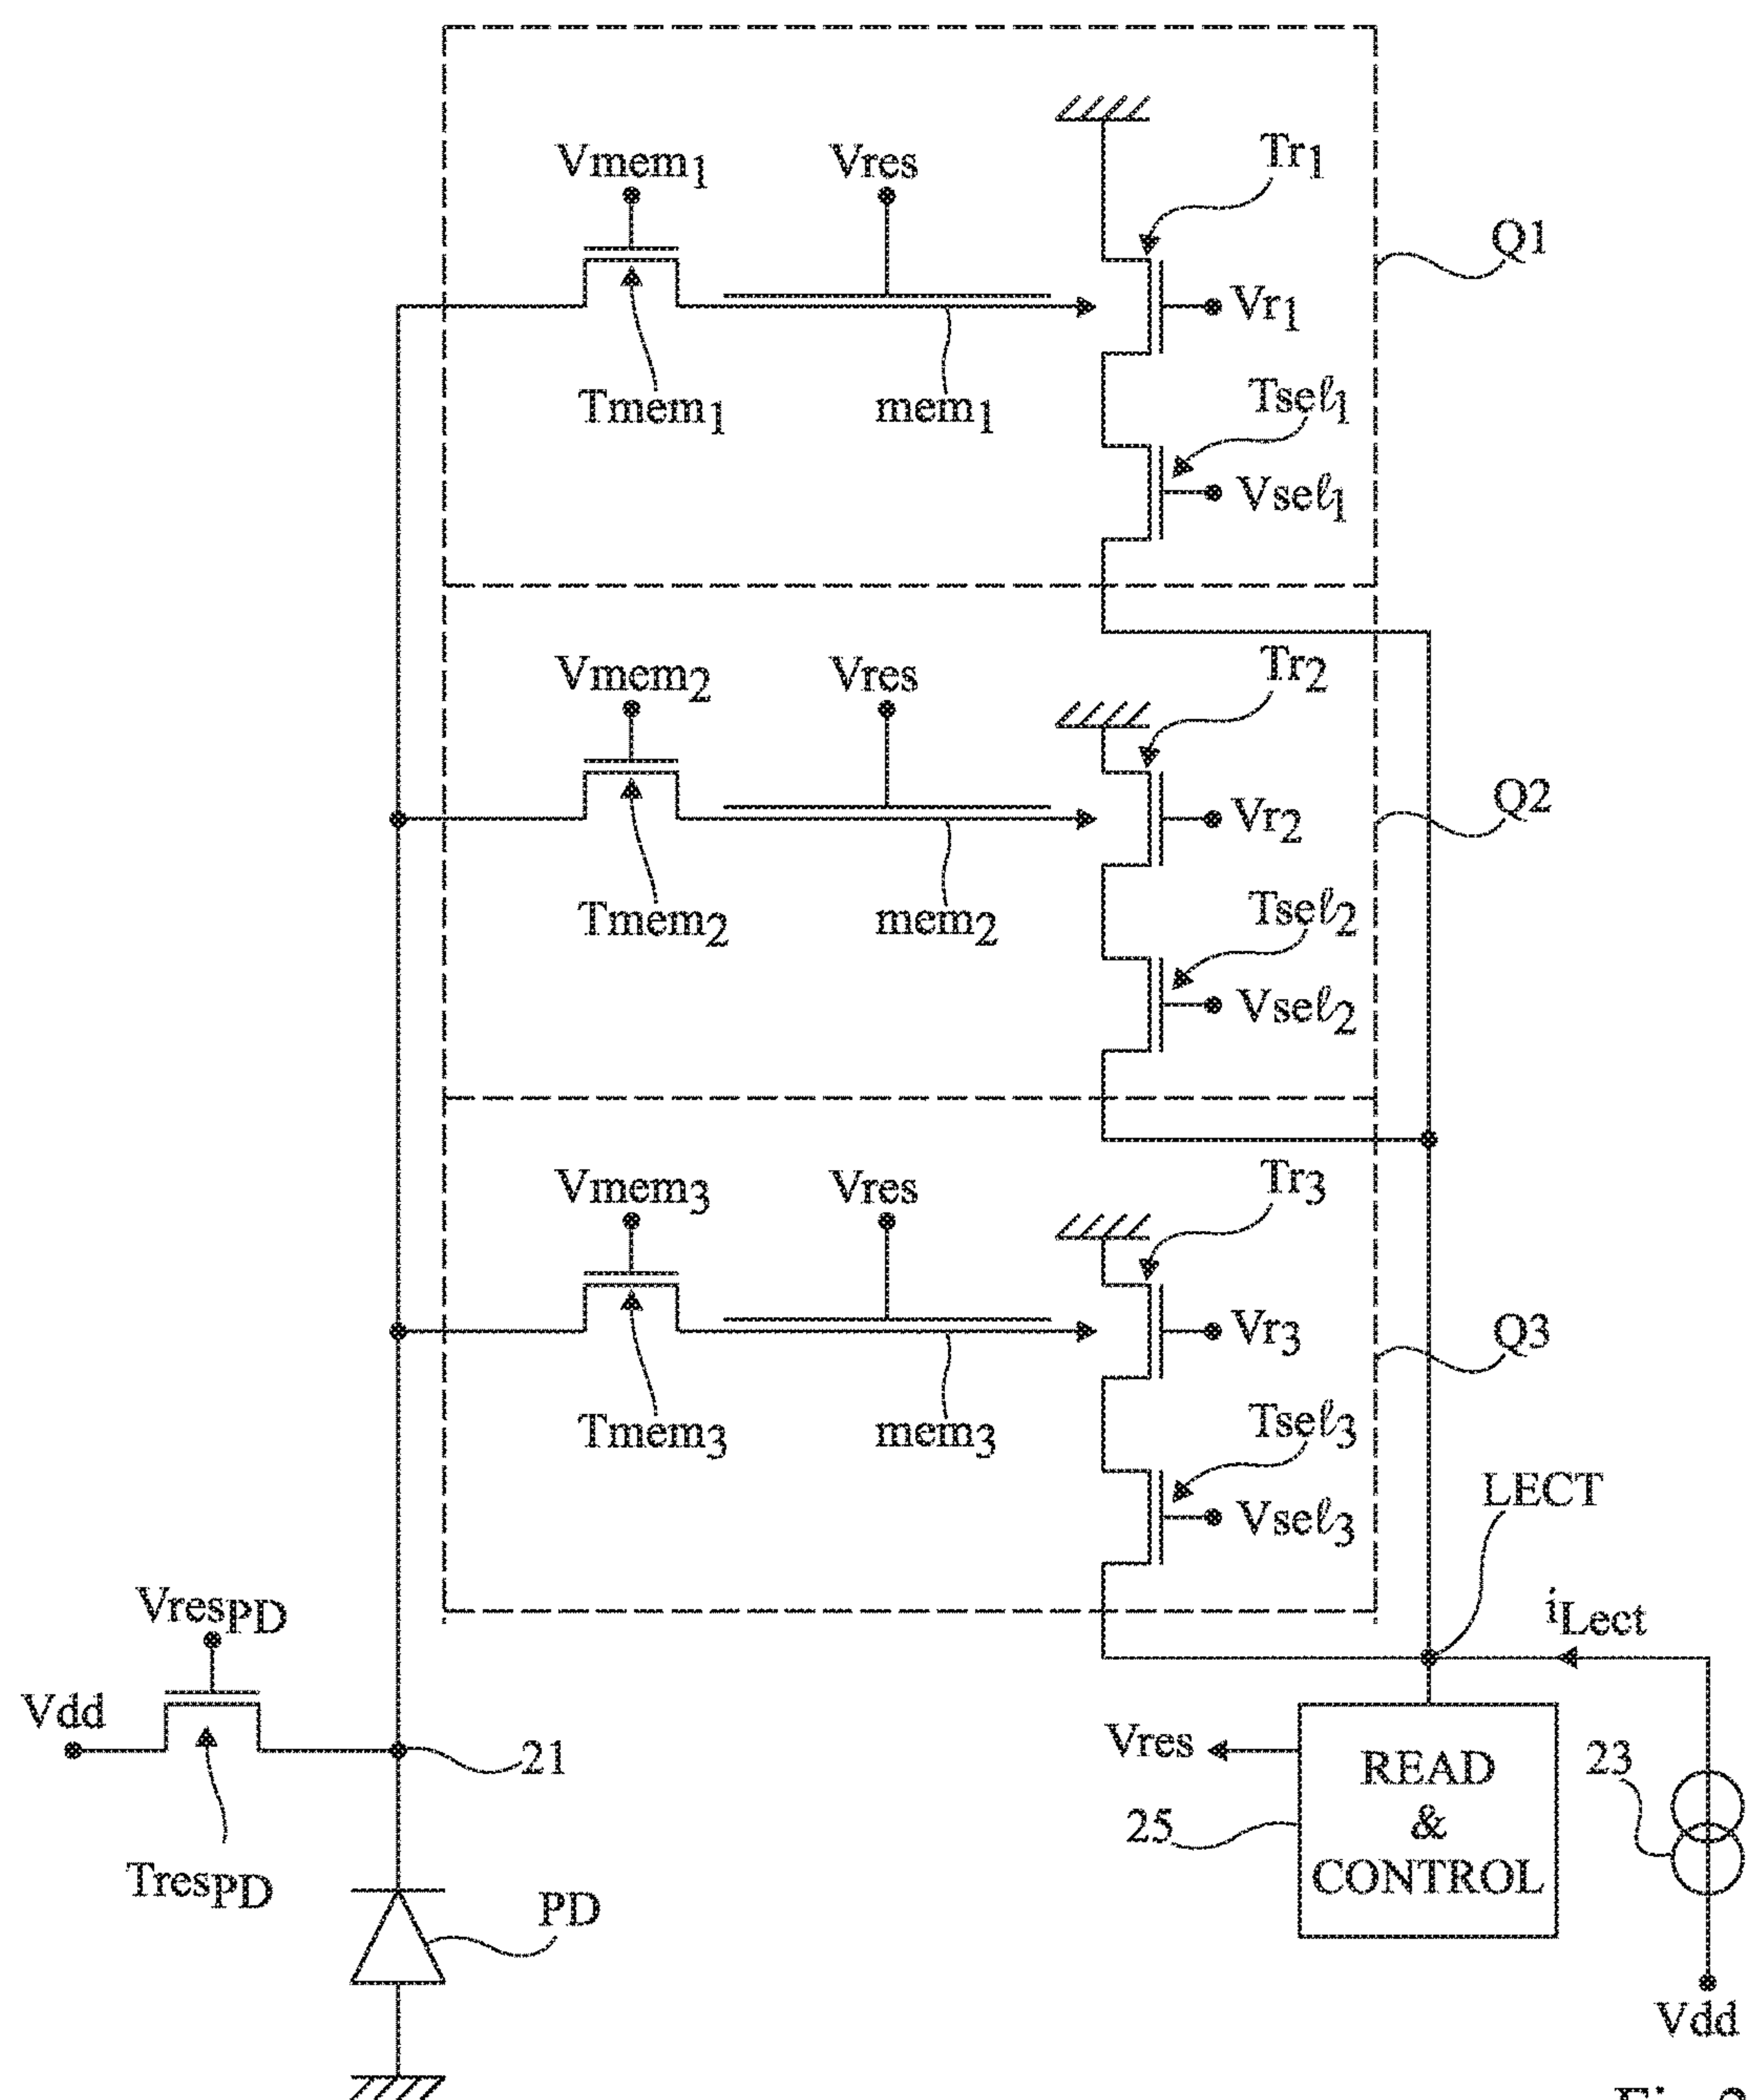 Vmem1
Vres
Tr1
Q1
Vr1
Tmem1
mem1
Tsel1
Vsel1
Vmem2
Vres
Tr2
Q2
Vr2
Tmem2
mem2
Tsel2
Vsel2
Vmem3
Vres
Tr3
Q3
Vr3
Tmem3
mem3
Tsel3
Vsel3
LECT
VresPD
iLect
Vdd
21
Vres
READ
&
CONTROL
23
25
TresPD
PD
Vdd